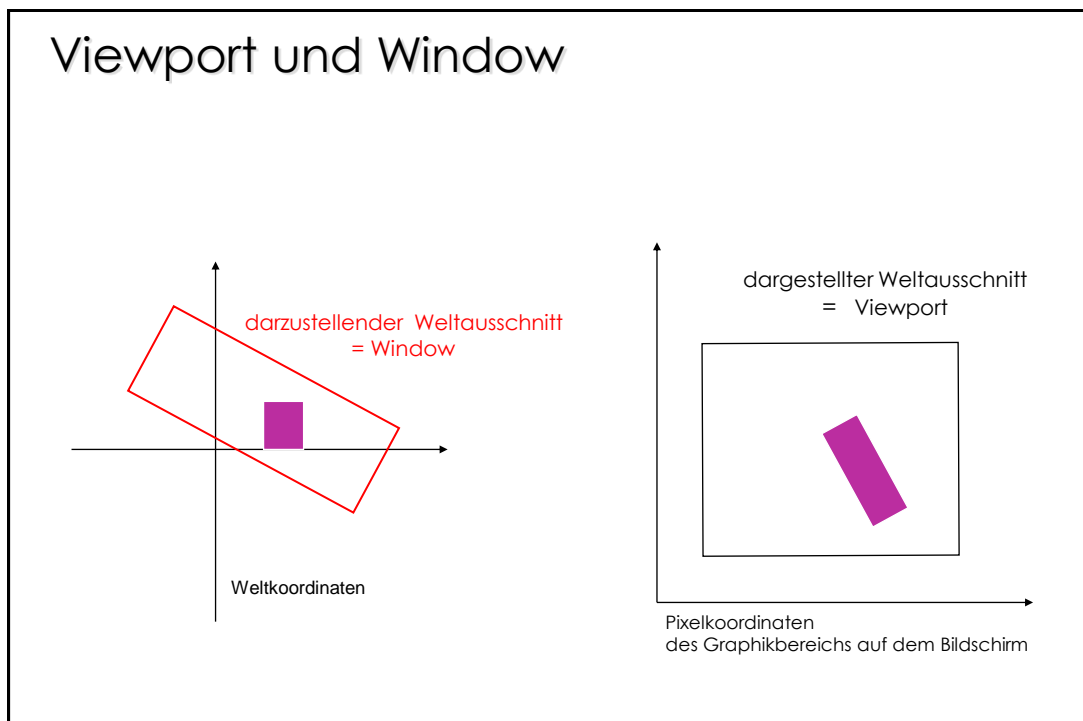 Viewport und Window
darzustellender Weltausschnitt
= Window
Weltkoordinaten
dargestellter Weltausschnitt
= Viewport
Pixelkoordinaten
des Graphikbereichs auf dem Bildschirm